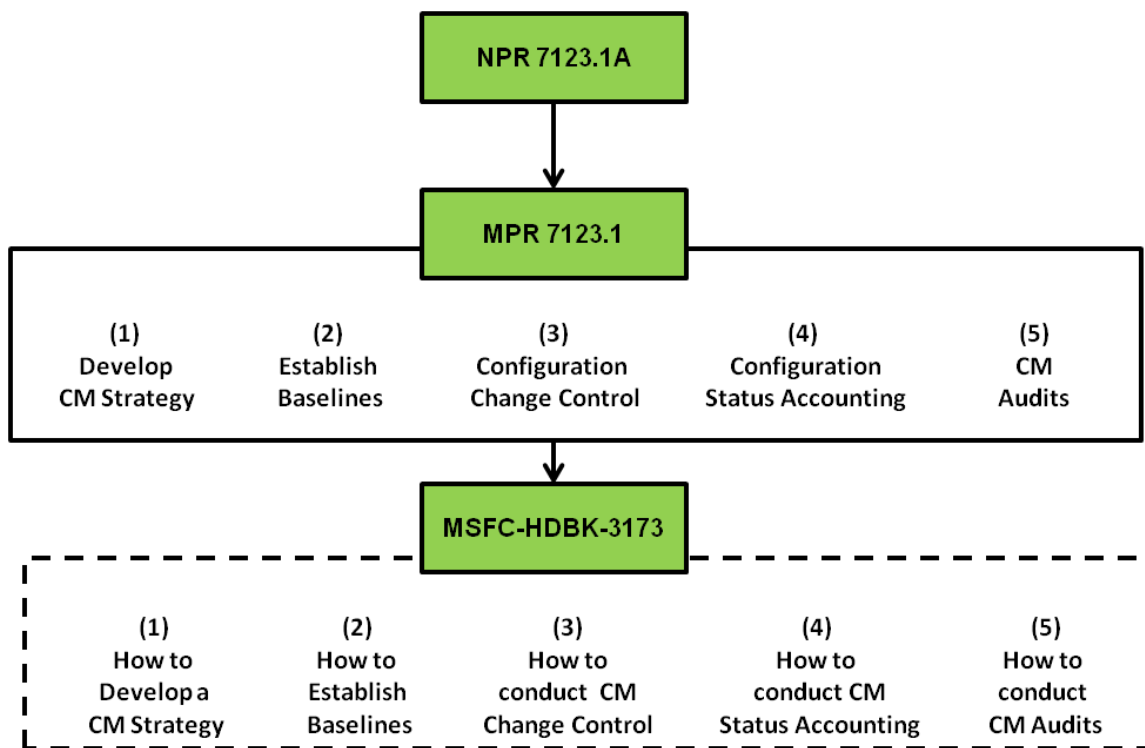 NPR 7123.1A
MPR 7123.1
(1)
Develop
CM Strategy
(2)
Establish
Baselines
(3)
Configuration
Change Control
(4)
Configuration
Status Accounting
(5)
CM
Audits
MSFC-HDBK-3173
(1)
How to
Develop a
CM Strategy
(2)
How to
Establish
Baselines
(3)
How to
conduct CM
Change Control
(4)
How to
conduct CM
Status Accounting
(5)
How to
conduct
CM Audits